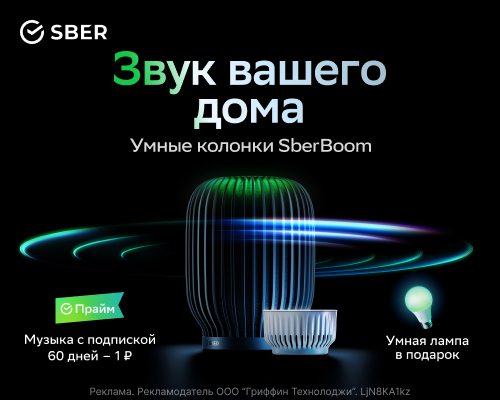 SBER
Звук вашего
дома
Умные колонки SberBoom
Прайм
Музыка с подпиской
60 дней – 1 ₽
Умная лампа
в подарок
Реклама. Рекламодатель ООО "Гриффин Технолоджи". LjN8KA1kz